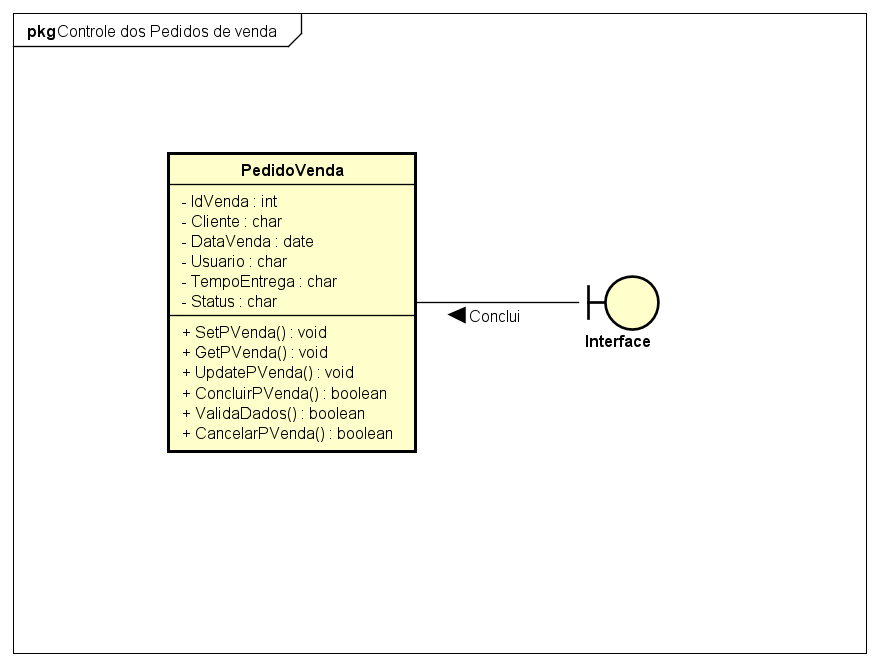 pkg Controle dos Pedidos de venda
PedidoVenda
- IdVenda : int
- Cliente : char
- DataVenda : date
- Usuario : char
- TempoEntrega : char
- Status : char
+ SetPVenda() : void
+ GetPVenda() : void
+ UpdatePVenda() : void
+ ConcluirPVenda() : boolean
+ ValidaDados() : boolean
+ CancelarPVenda() : boolean
Conclui
Interface